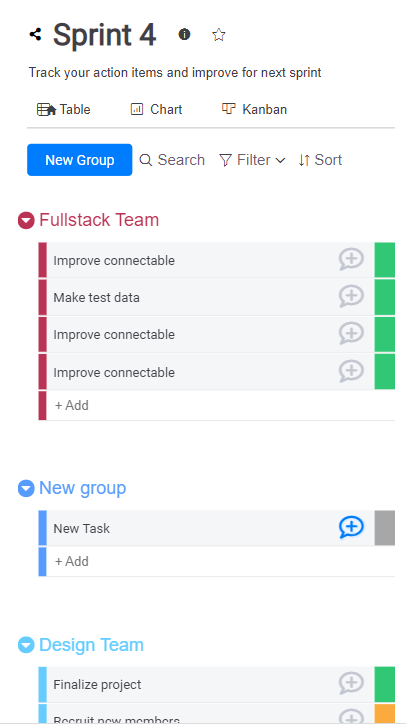 Sprint 4
Track your action items and improve for next sprint
Table Chart Kanban
New Group Search Filter Sort
Fullstack Team
Improve connectable
Make test data
Improve connectable
Improve connectable
+ Add
New group
New Task
+ Add
Design Team
Finalize project
Recruit new members